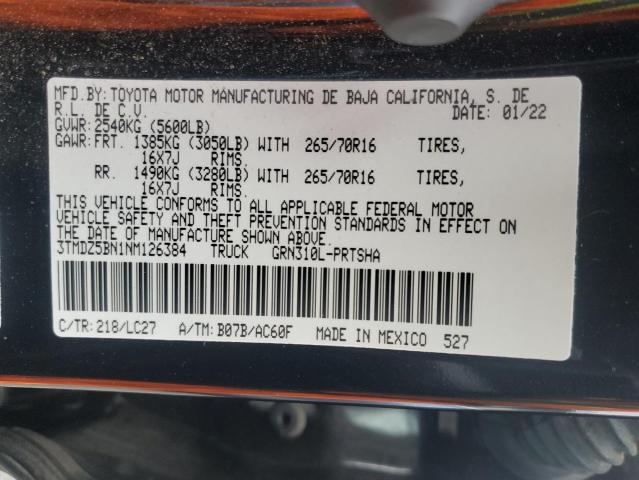 MFD.BY:TOYOTA MOTOR MANUFACTURING DE BAJA CALIFORNIA, S. DE
R.L. DE C.V. DATE: 01/22
GVWR:2540KG (5600LB)
GAWR:FRT. 1385KG (3050LB) WITH 265/70R16 TIRES,
16X7J RIMS.
RR. 1490KG (3280LB) WITH 265/70R16 TIRES,
16X7J RIMS.
THIS VEHICLE CONFORMS TO ALL APPLICABLE FEDERAL MOTOR
VEHICLE SAFETY AND THEFT PREVENTION STANDARDS IN EFFECT ON
THE DATE OF MANUFACTURE SHOWN ABOVE.
3TMDZ5BN1NM126384 TRUCK GRN310L-PRTSHA
C/TR:218/LC27 A/TM:B07B/AC60F MADE IN MEXICO 527